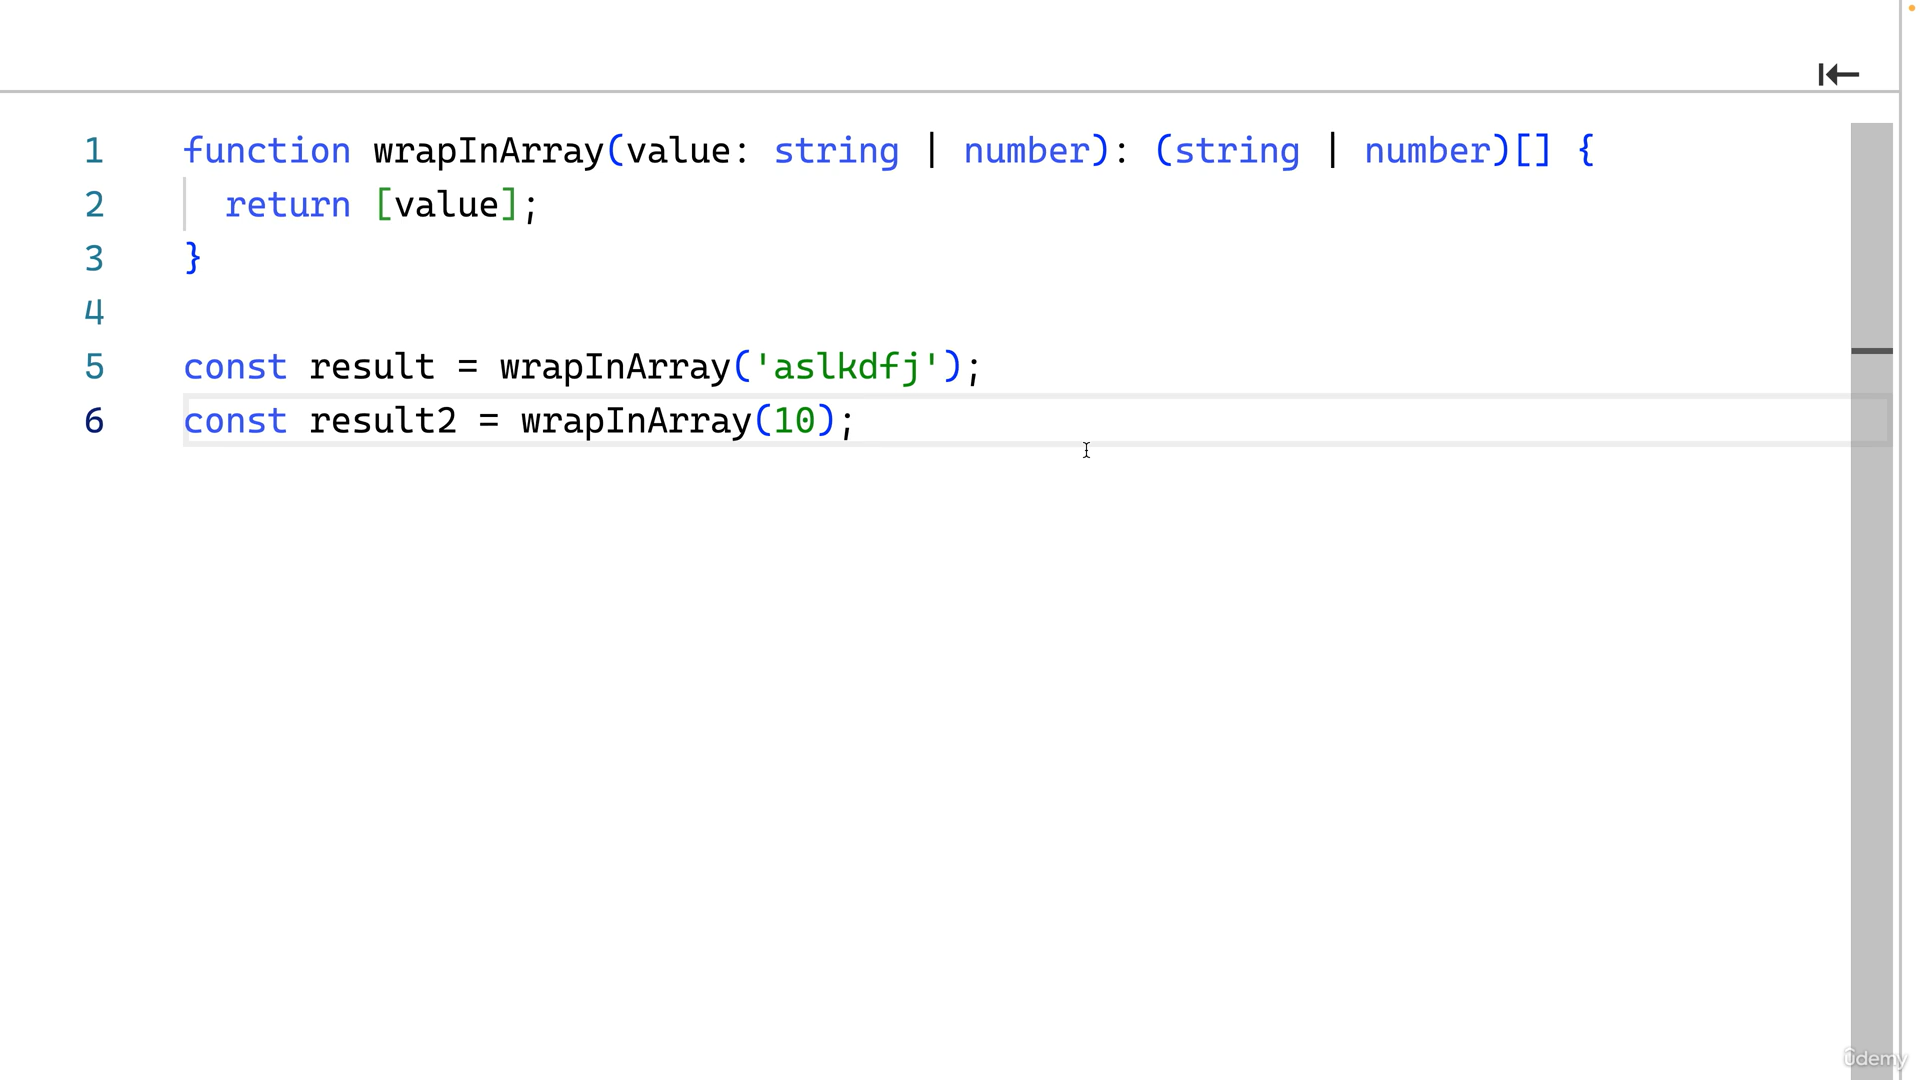 1 function wrapInArray(value: string | number): (string | number)[] {
2 return [value];
3 }
4
5 const result = wrapInArray('aslkdfj');
6 const result2 = wrapInArray(10);
ûdemy